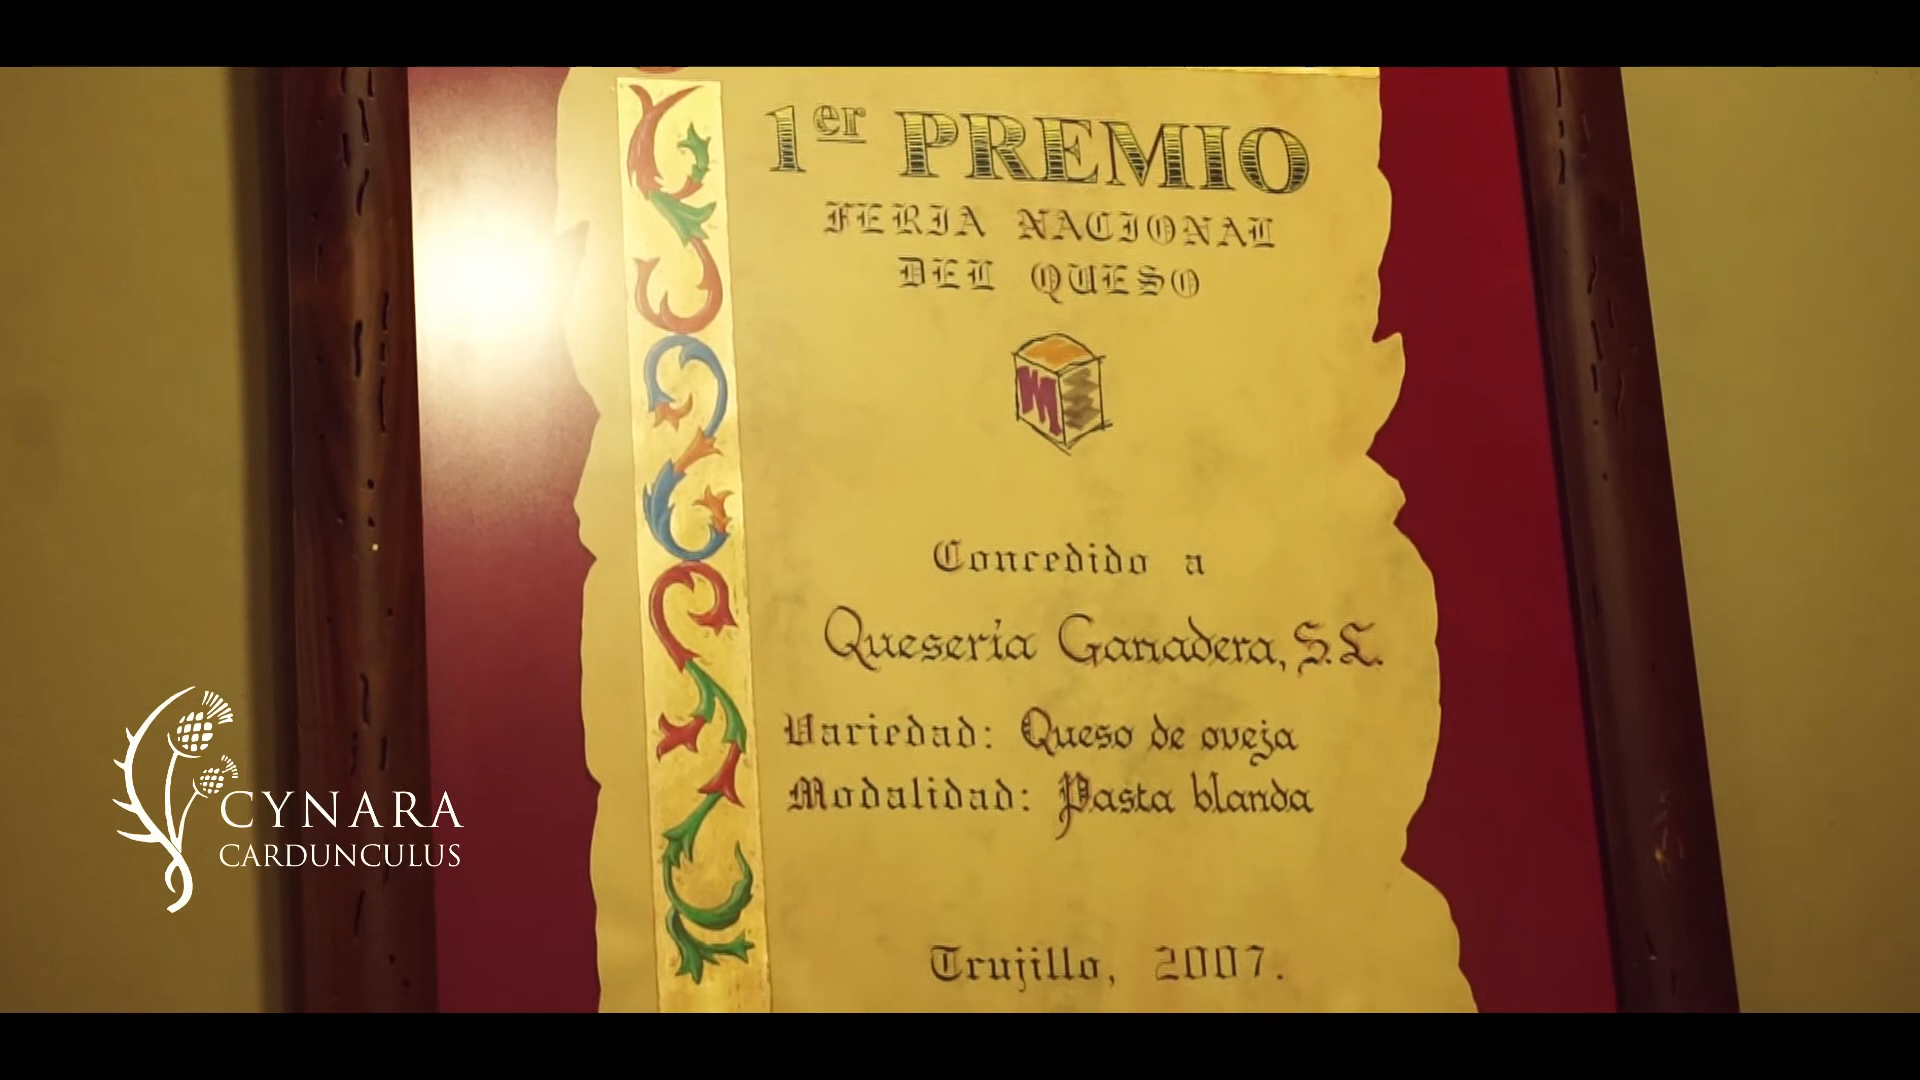 1er PREMIO
FERIA NACIONAL
DEL QUESO
Concedido a
Quesería Ganadera, S.L.
Variedad: Queso de oveja
Modalidad: Pasta blanda
Trujillo, 2007.
CYNARA
CARDUNCULUS